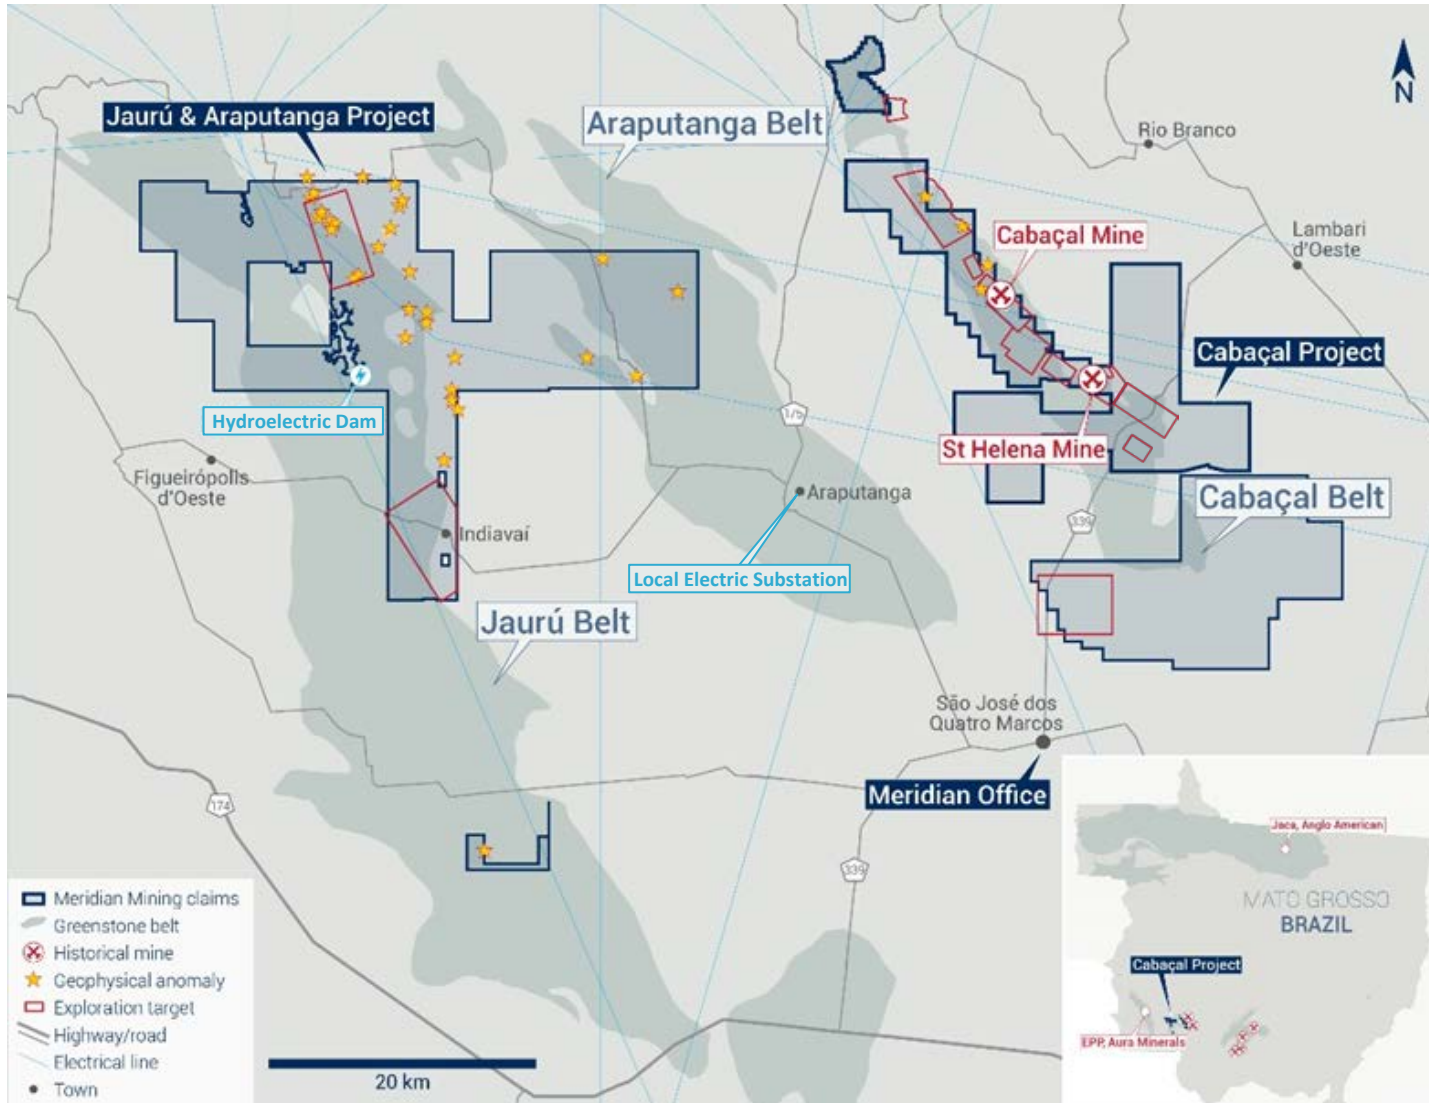 N
Jaurú & Araputanga Project
Araputanga Belt
Rio Branco
Cabaçal Mine
Lambari
d'Oeste
Cabaçal Project
Hydroelectric Dam
175
St Helena Mine
Figueirópolis
d'Oeste
Araputanga
Cabaçal Belt
339
Indiavaí
Local Electric Substation
Jaurú Belt
São José dos
Quatro Marcos
Meridian Office
174
339
Meridian Mining claims
Greenstone belt
Historical mine
Geophysical anomaly
Exploration target
Highway/road
Electrical line
Town
20 km
Jaca, Anglo American
MATO GROSSO
BRAZIL
Cabaçal Project
EPP, Aura Minerals